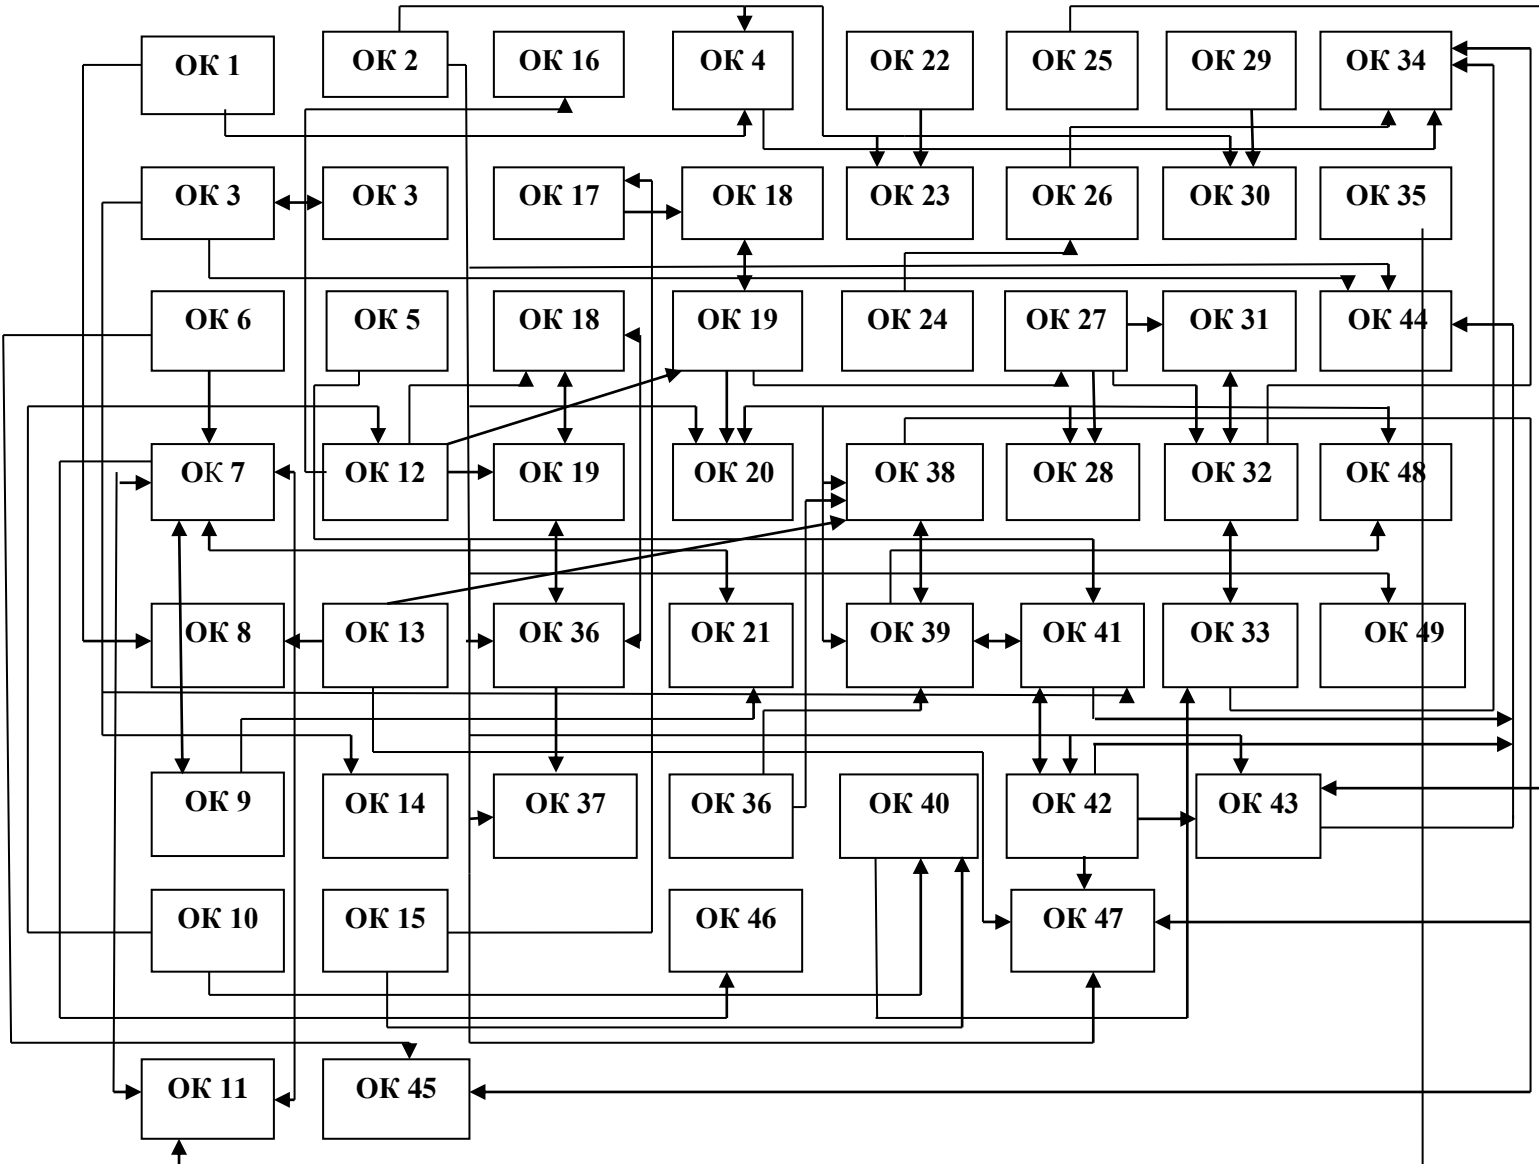 ОК 1
ОК 2
ОК 16
ОК 4
ОК 22
ОК 25
ОК 29
ОК 34
ОК 3
ОК 3
ОК 17
ОК 18
ОК 23
ОК 26
ОК 30
ОК 35
ОК 6
ОК 5
ОК 18
ОК 19
ОК 24
ОК 27
ОК 31
ОК 44
ОК 7
ОК 12
ОК 19
ОК 20
ОК 38
ОК 28
ОК 32
ОК 48
ОК 8
ОК 13
ОК 36
ОК 21
ОК 39
ОК 41
ОК 33
ОК 49
ОК 9
ОК 14
ОК 37
ОК 36
ОК 40
ОК 42
ОК 43
ОК 10
ОК 15
ОК 46
ОК 47
ОК 11
ОК 45